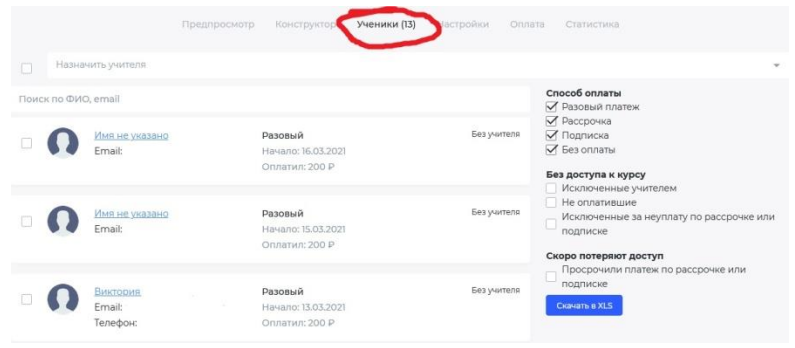 Предпросмотр Конструктор Ученики (13) Настройки Оплата Статистика
Назначить учителя
Поиск по ФИО, email
Имя не указано
Email:
Разовый
Начало: 16.03.2021
Оплатил: 200 ₽
Без учителя
Имя не указано
Email:
Разовый
Начало: 15.03.2021
Оплатил: 200 ₽
Без учителя
Виктория
Email:
Телефон:
Разовый
Начало: 13.03.2021
Оплатил: 200 ₽
Без учителя
Способ оплаты
Разовый платеж
Рассрочка
Подписка
Без оплаты
Без доступа к курсу
Исключенные учителем
Не оплатившие
Исключенные за неуплату по рассрочке или
подписке
Скоро потеряют доступ
Просрочили платеж по рассрочке или
подписке
Скачать в XLS